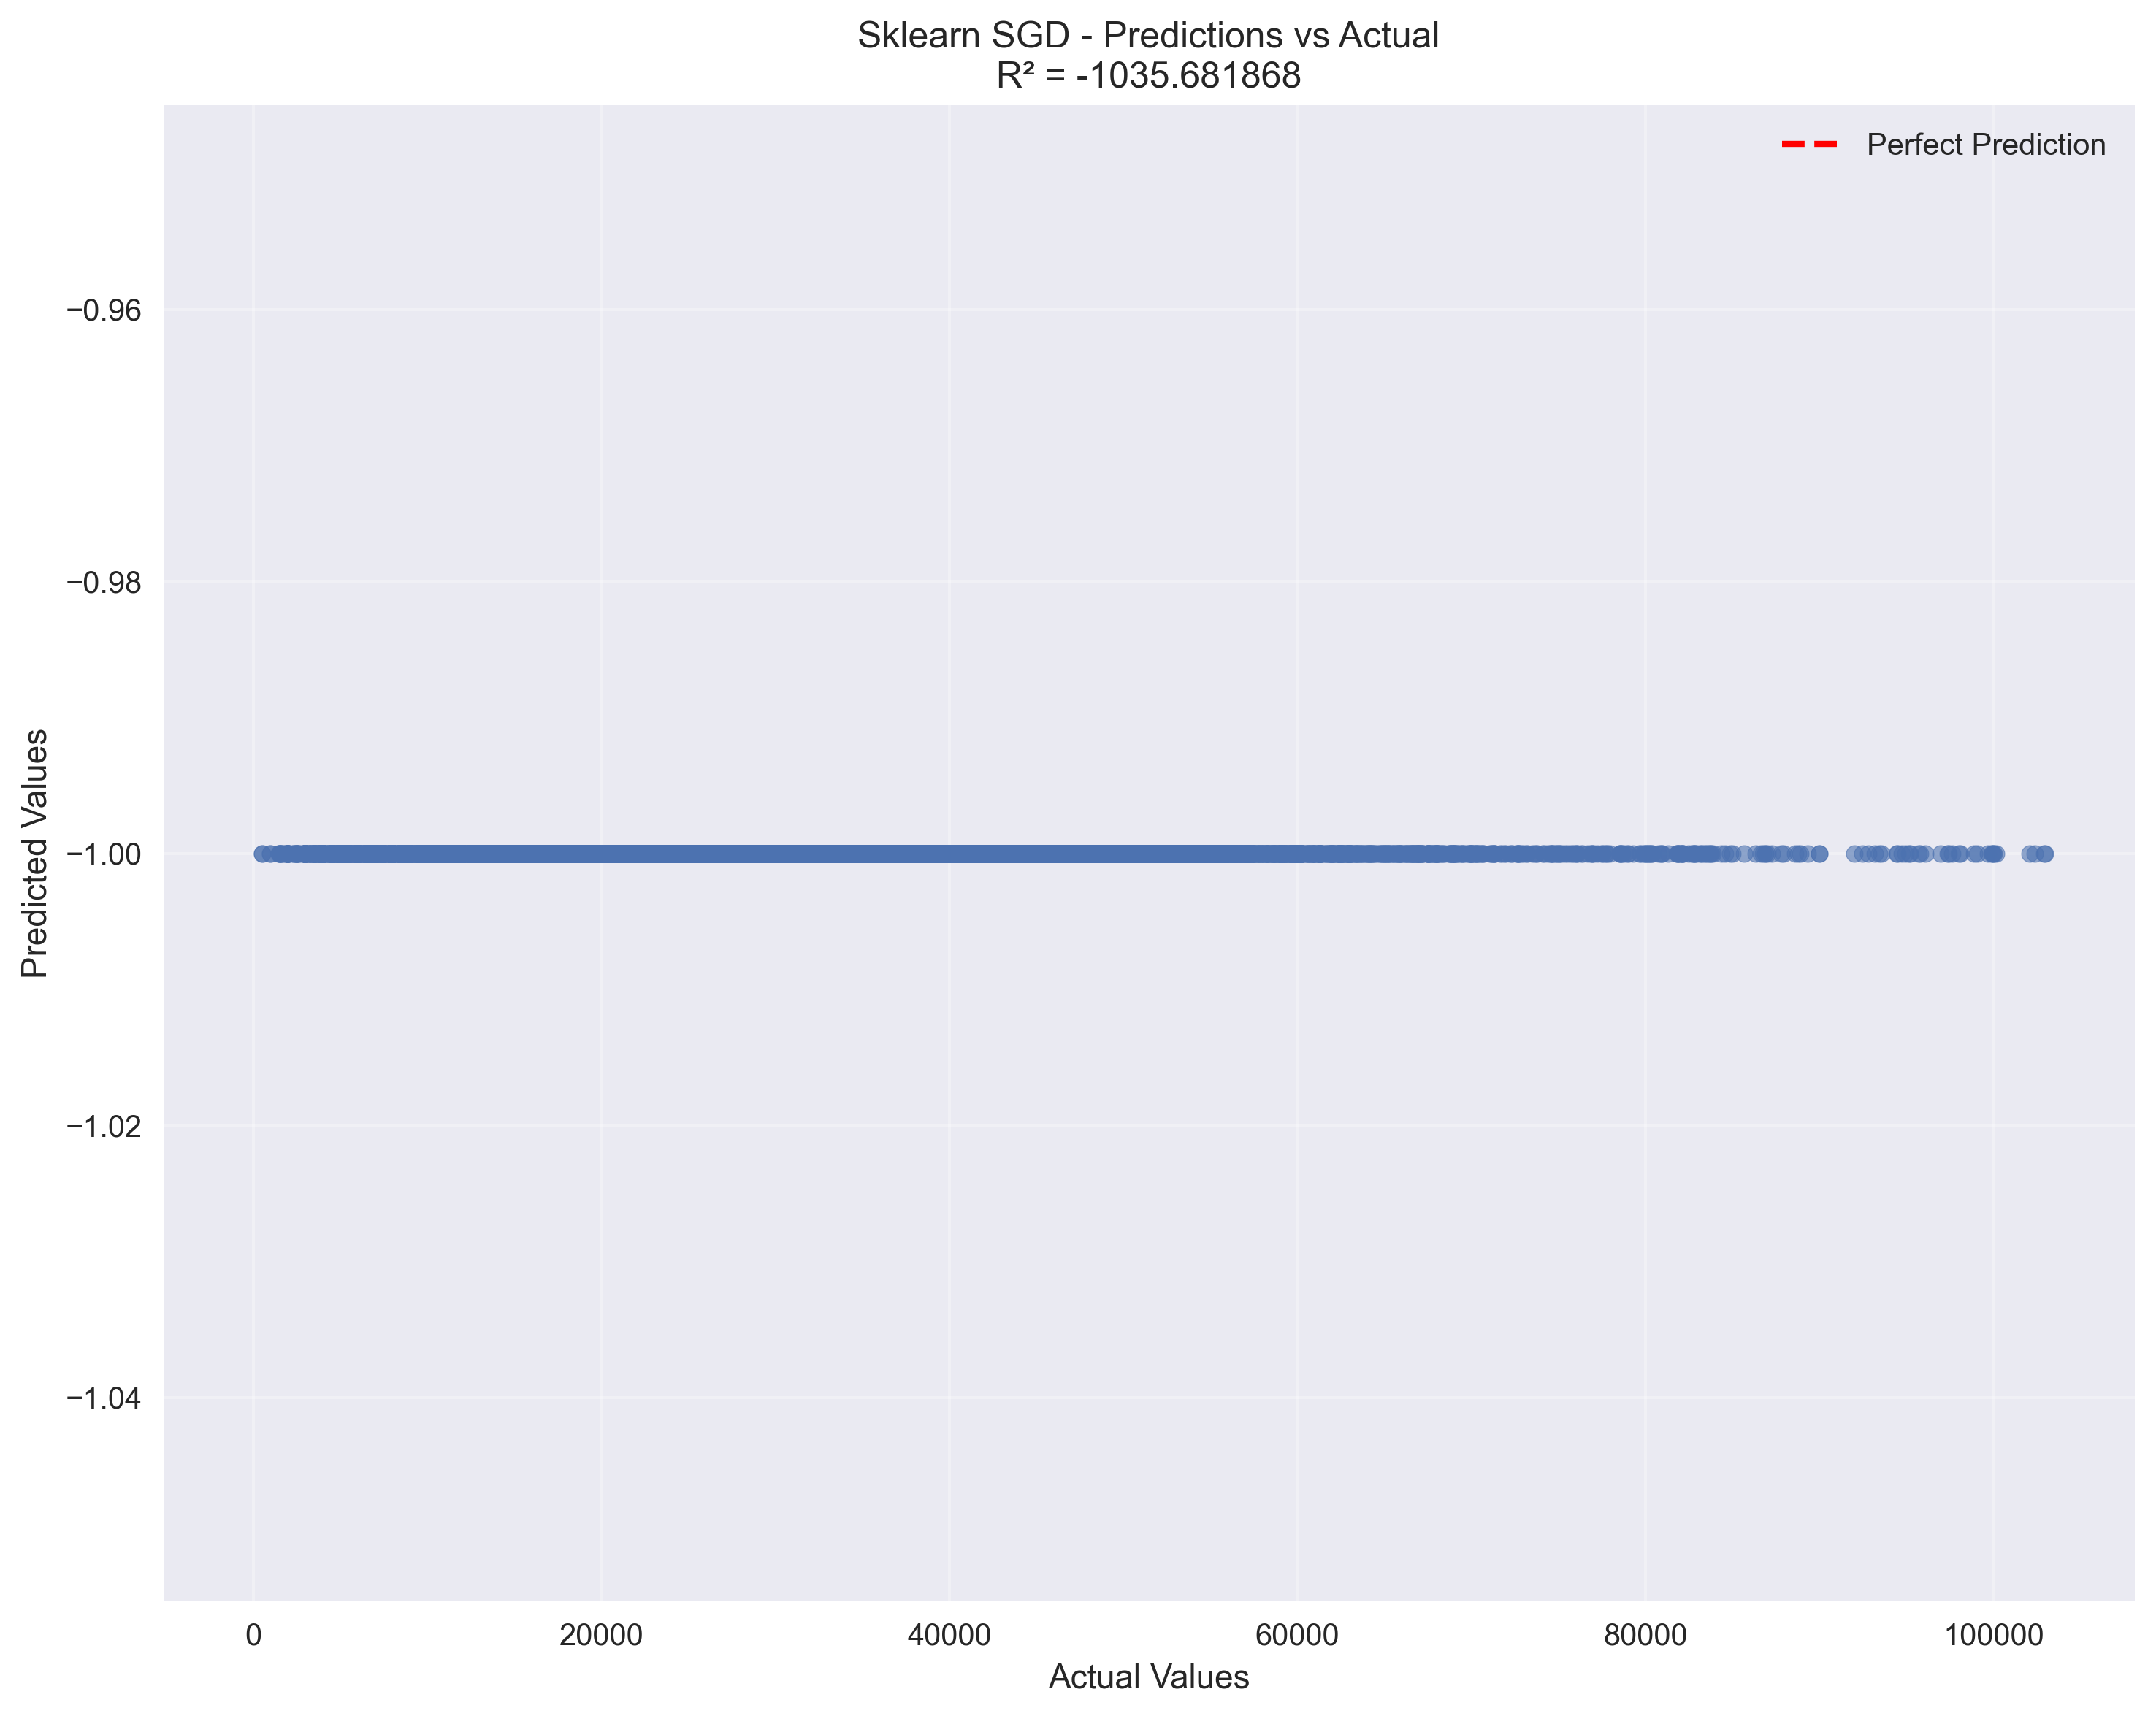 Sklearn SGD - Predictions vs Actual
R² = -1035.681868
Perfect Prediction
−0.96
−0.98
−1.00
−1.02
−1.04
Predicted Values
0 20000 40000 60000 80000 100000
Actual Values